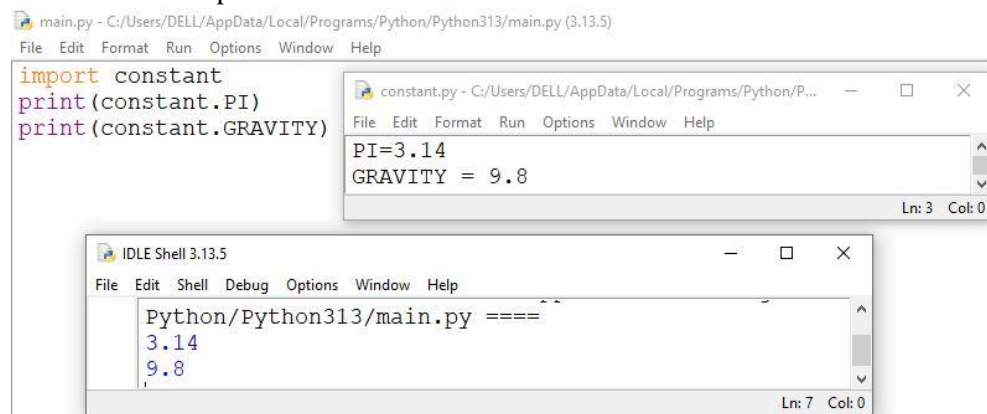 main.py - C:/Users/DELL/AppData/Local/Programs/Python/Python313/main.py (3.13.5)
File Edit Format Run Options Window Help
import constant
print(constant.PI)
print(constant.GRAVITY)
constant.py - C:/Users/DELL/AppData/Local/Programs/Python/P...
File Edit Format Run Options Window Help
PI=3.14
GRAVITY = 9.8
Ln: 3 Col: 0
IDLE Shell 3.13.5
File Edit Shell Debug Options Window Help
Python/Python313/main.py ====
3.14
9.8
Ln: 7 Col: 0